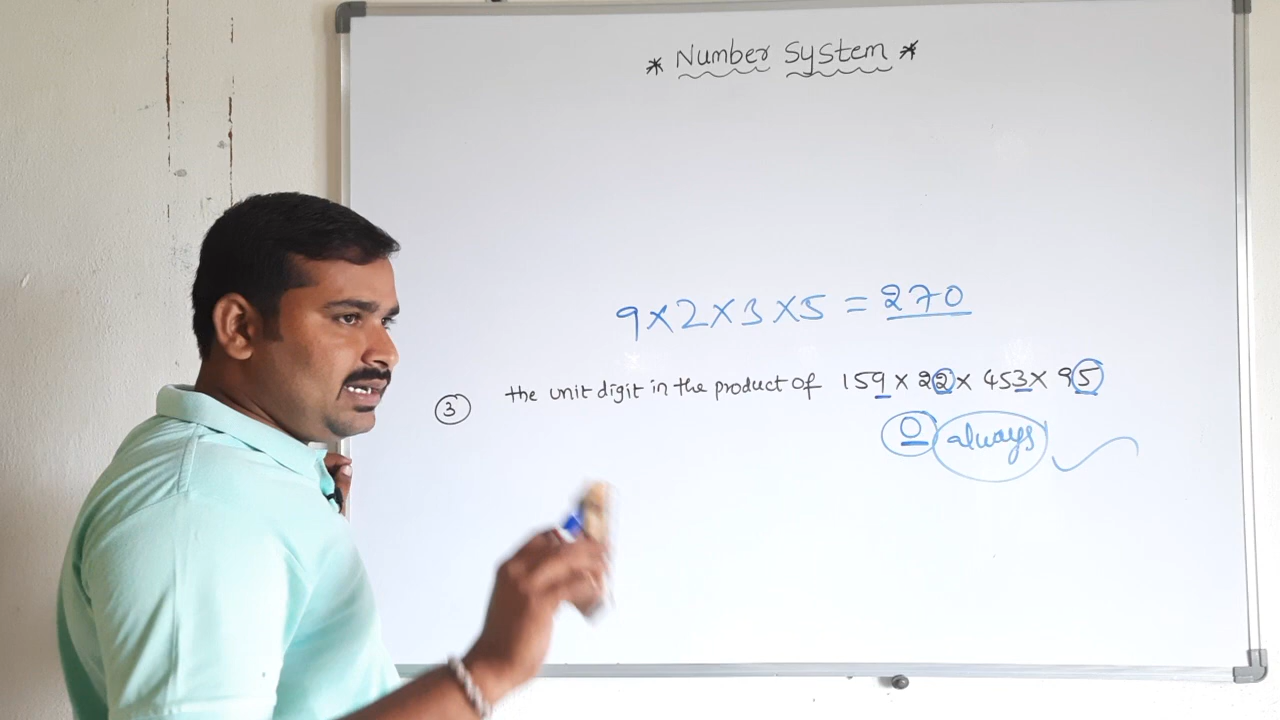 * Number System *
9×2×3×5 = 270
③ the unit digit in the product of 159 × 22 × 453 × 95
0 always